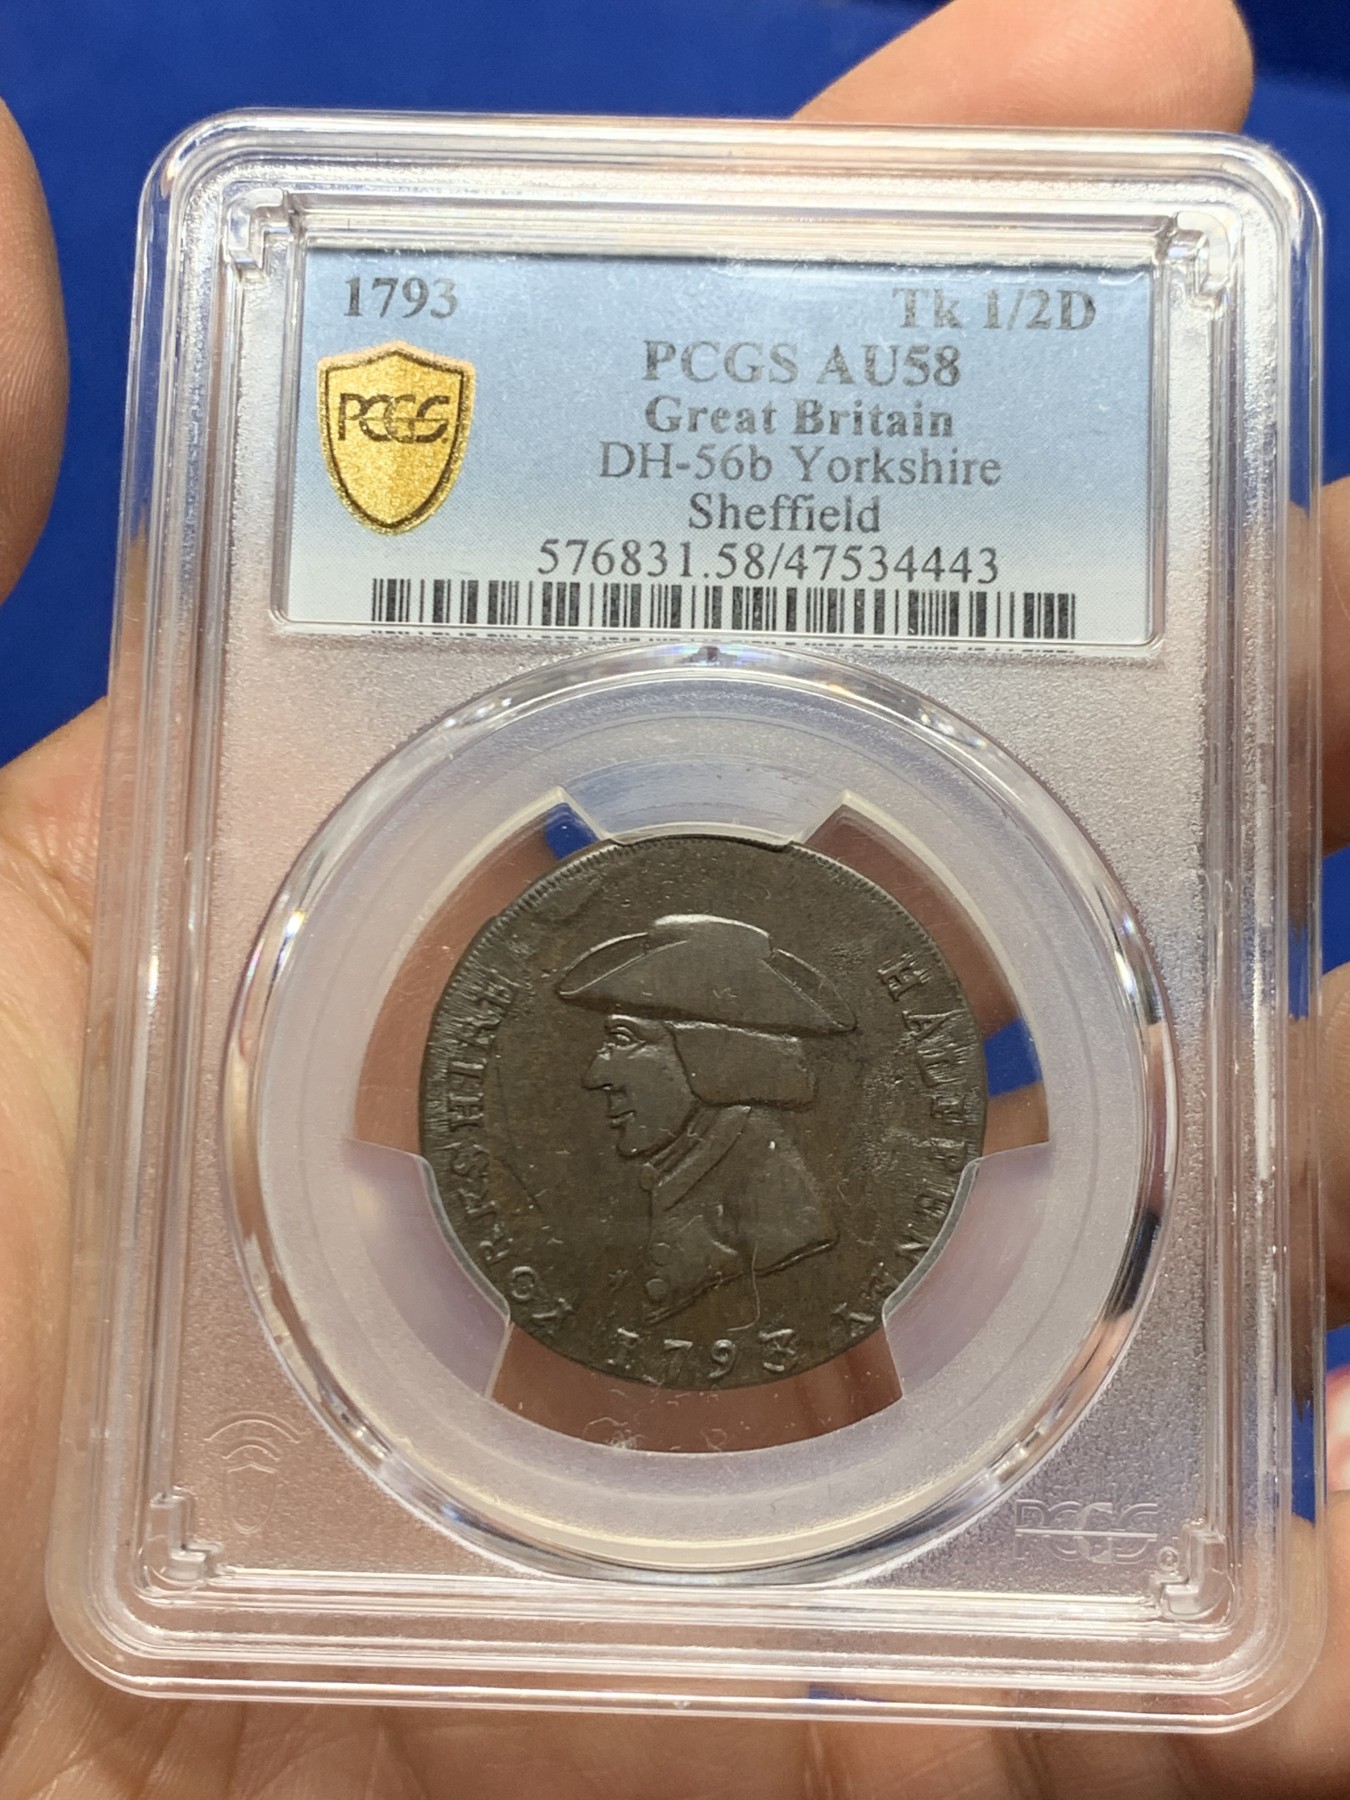 1793 Tk 1/2D
PCGS AU58
PCGS
Great Britain
DH-56b Yorkshire
Sheffield
576831.58/47534443
YORKSHIRE
HALFPENNY
1793
PCGS